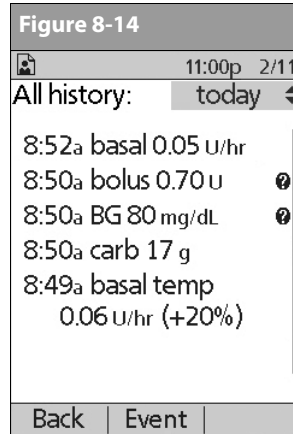 Figure 8-14
11:00p 2/11
All history: today
8:52a basal 0.05 U/hr
8:50a bolus 0.70 U ?
8:50a BG 80 mg/dL ?
8:50a carb 17 g
8:49a basal temp
0.06 U/hr (+20%)
Back Event